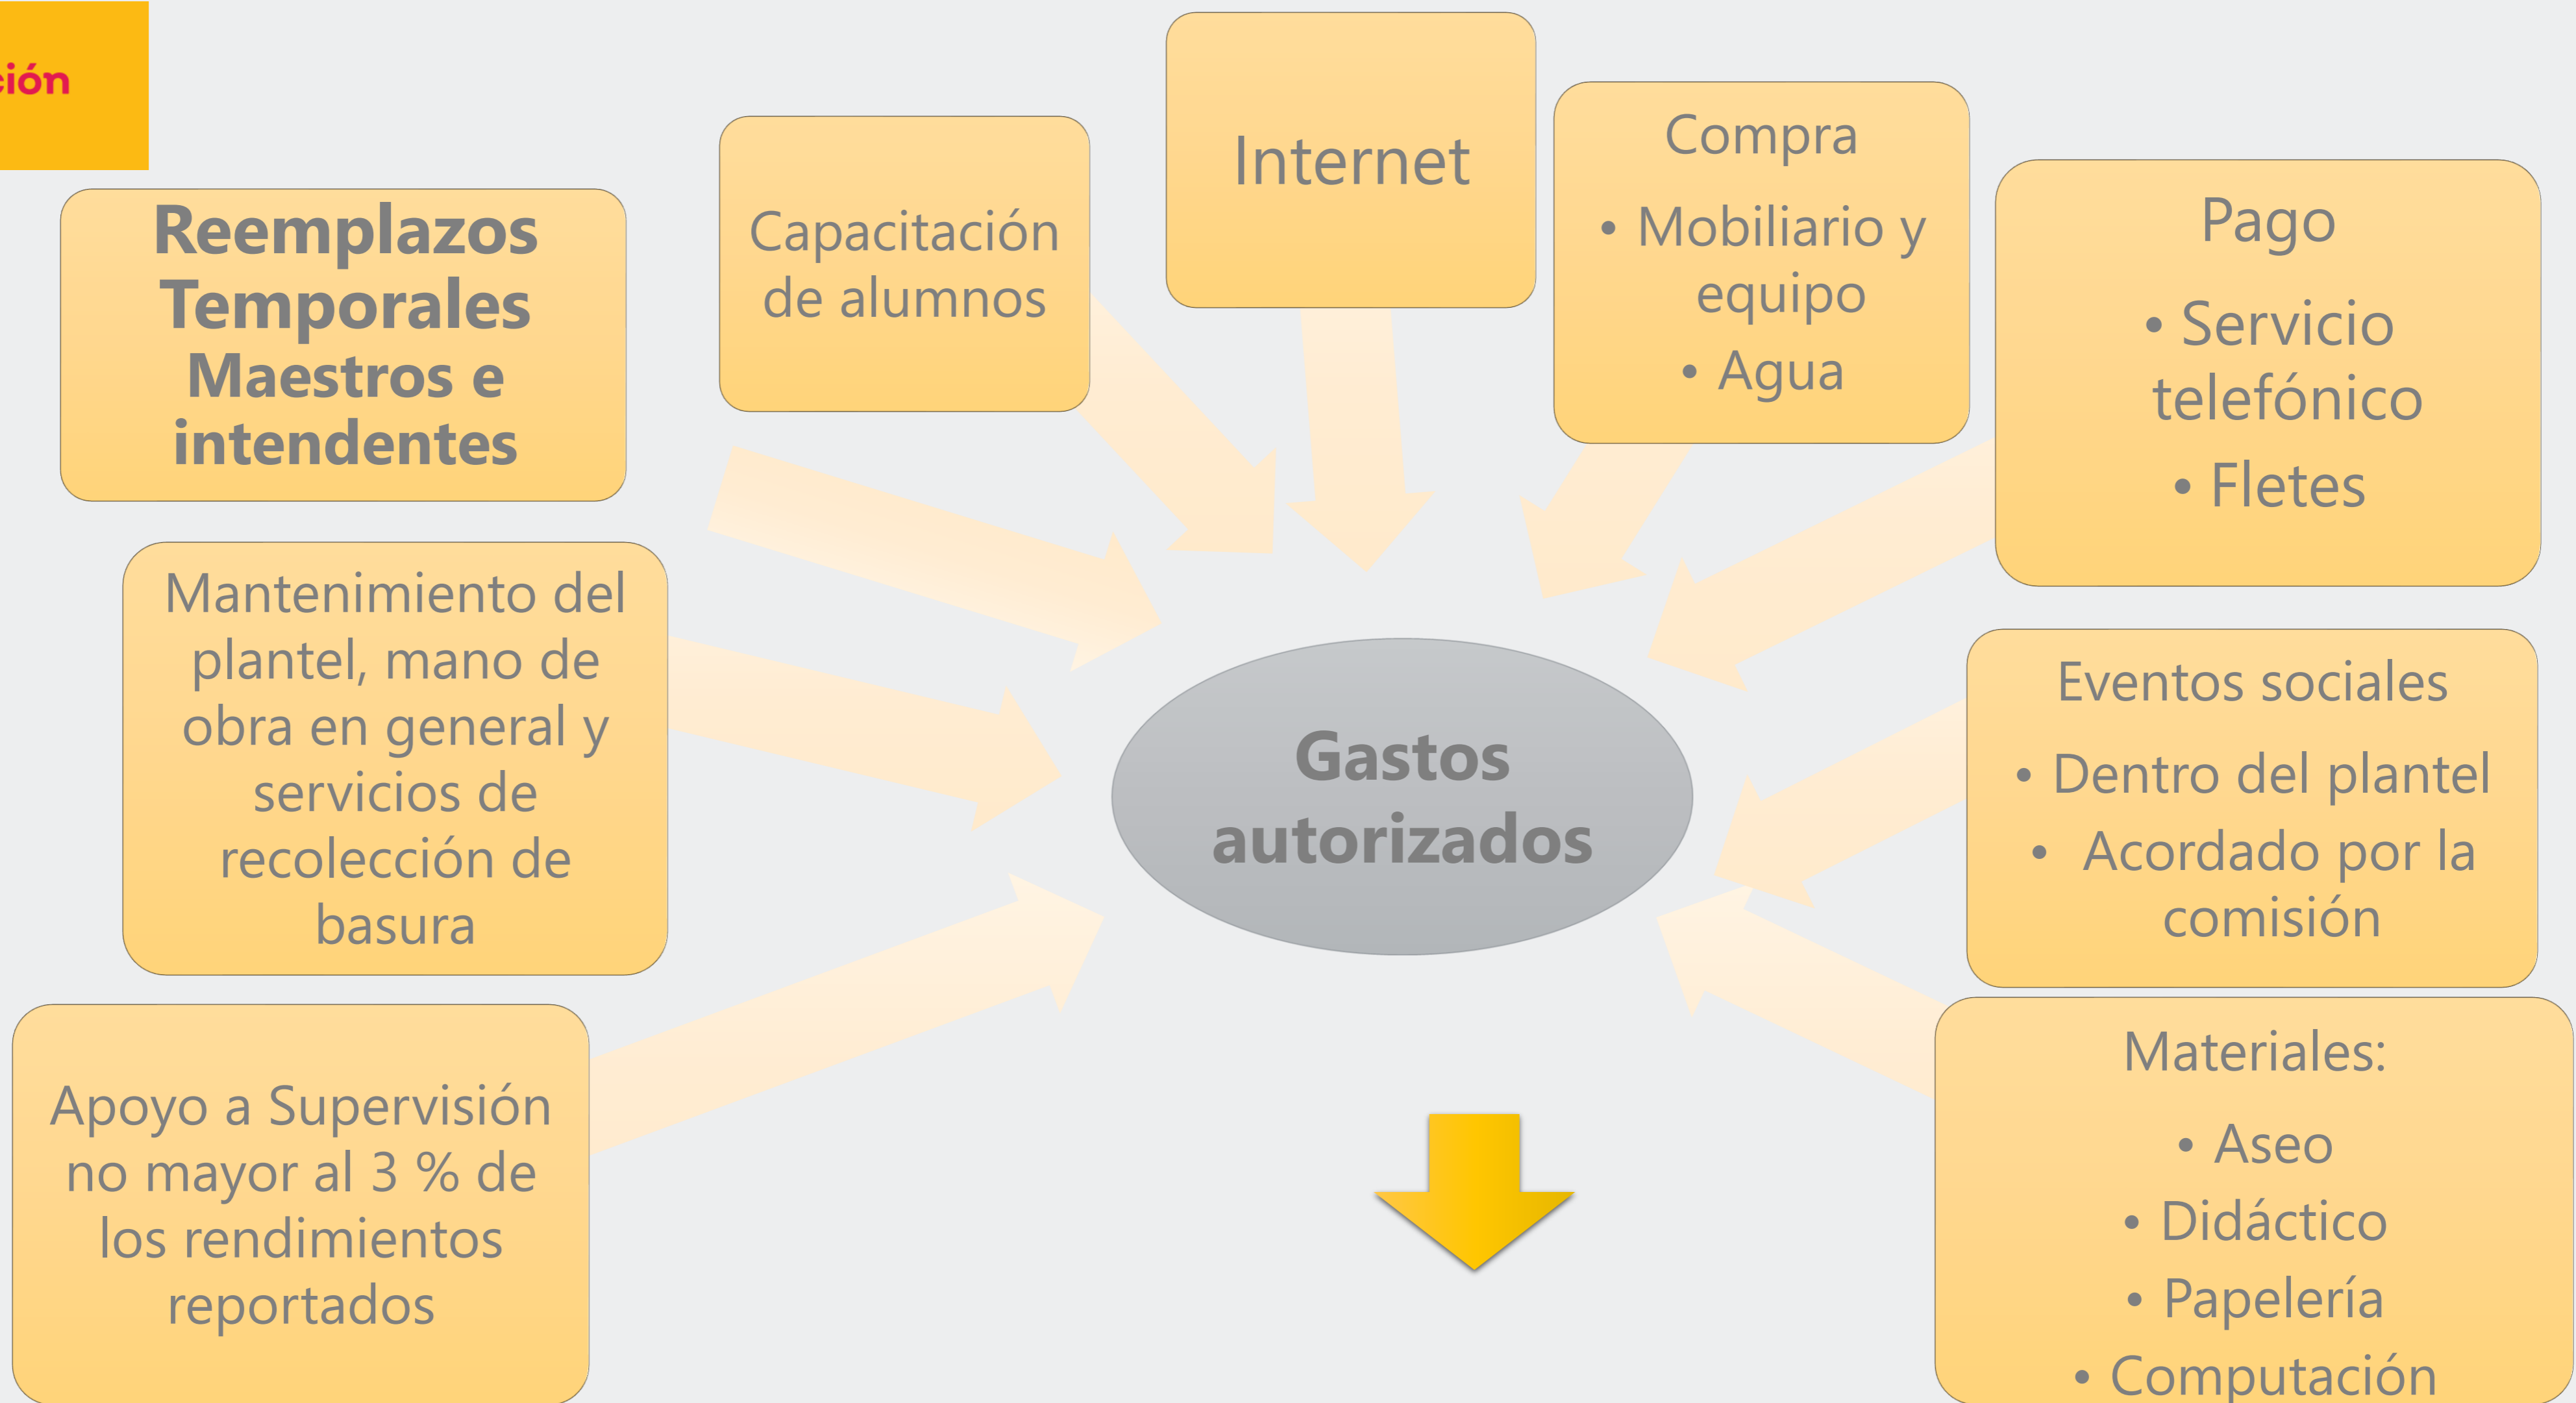 Reemplazos
Temporales
Maestros e
intendentes
Capacitación
de alumnos
Internet
Compra
• Mobiliario y
equipo
• Agua
Pago
• Servicio
telefónico
• Fletes
Mantenimiento del
plantel, mano de
obra en general y
servicios de
recolección de
basura
Gastos
autorizados
Eventos sociales
• Dentro del plantel
• Acordado por la
comisión
Apoyo a Supervisión
no mayor al 3 % de
los rendimientos
reportados
Materiales:
• Aseo
• Didáctico
• Papelería
• Computación